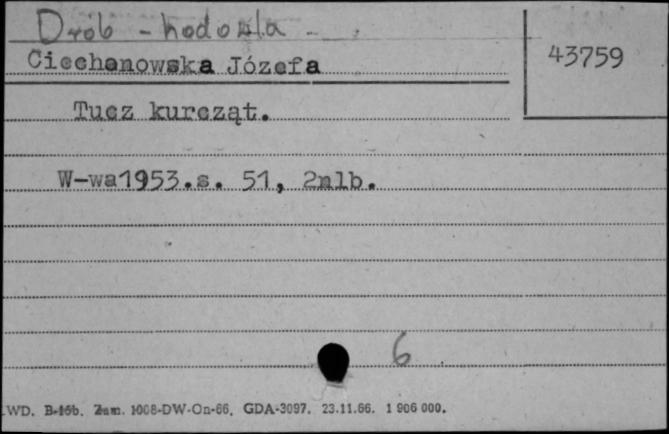 Drób - hodowla -
Ciechanowska Józefa
43759
Tucz kurcząt.
W-wa1953.s. 51, 2nlb.
6
LWD. B-16b. Zam. 1008-DW-On-66. GDA-3097. 23.11.66. 1 906 000.